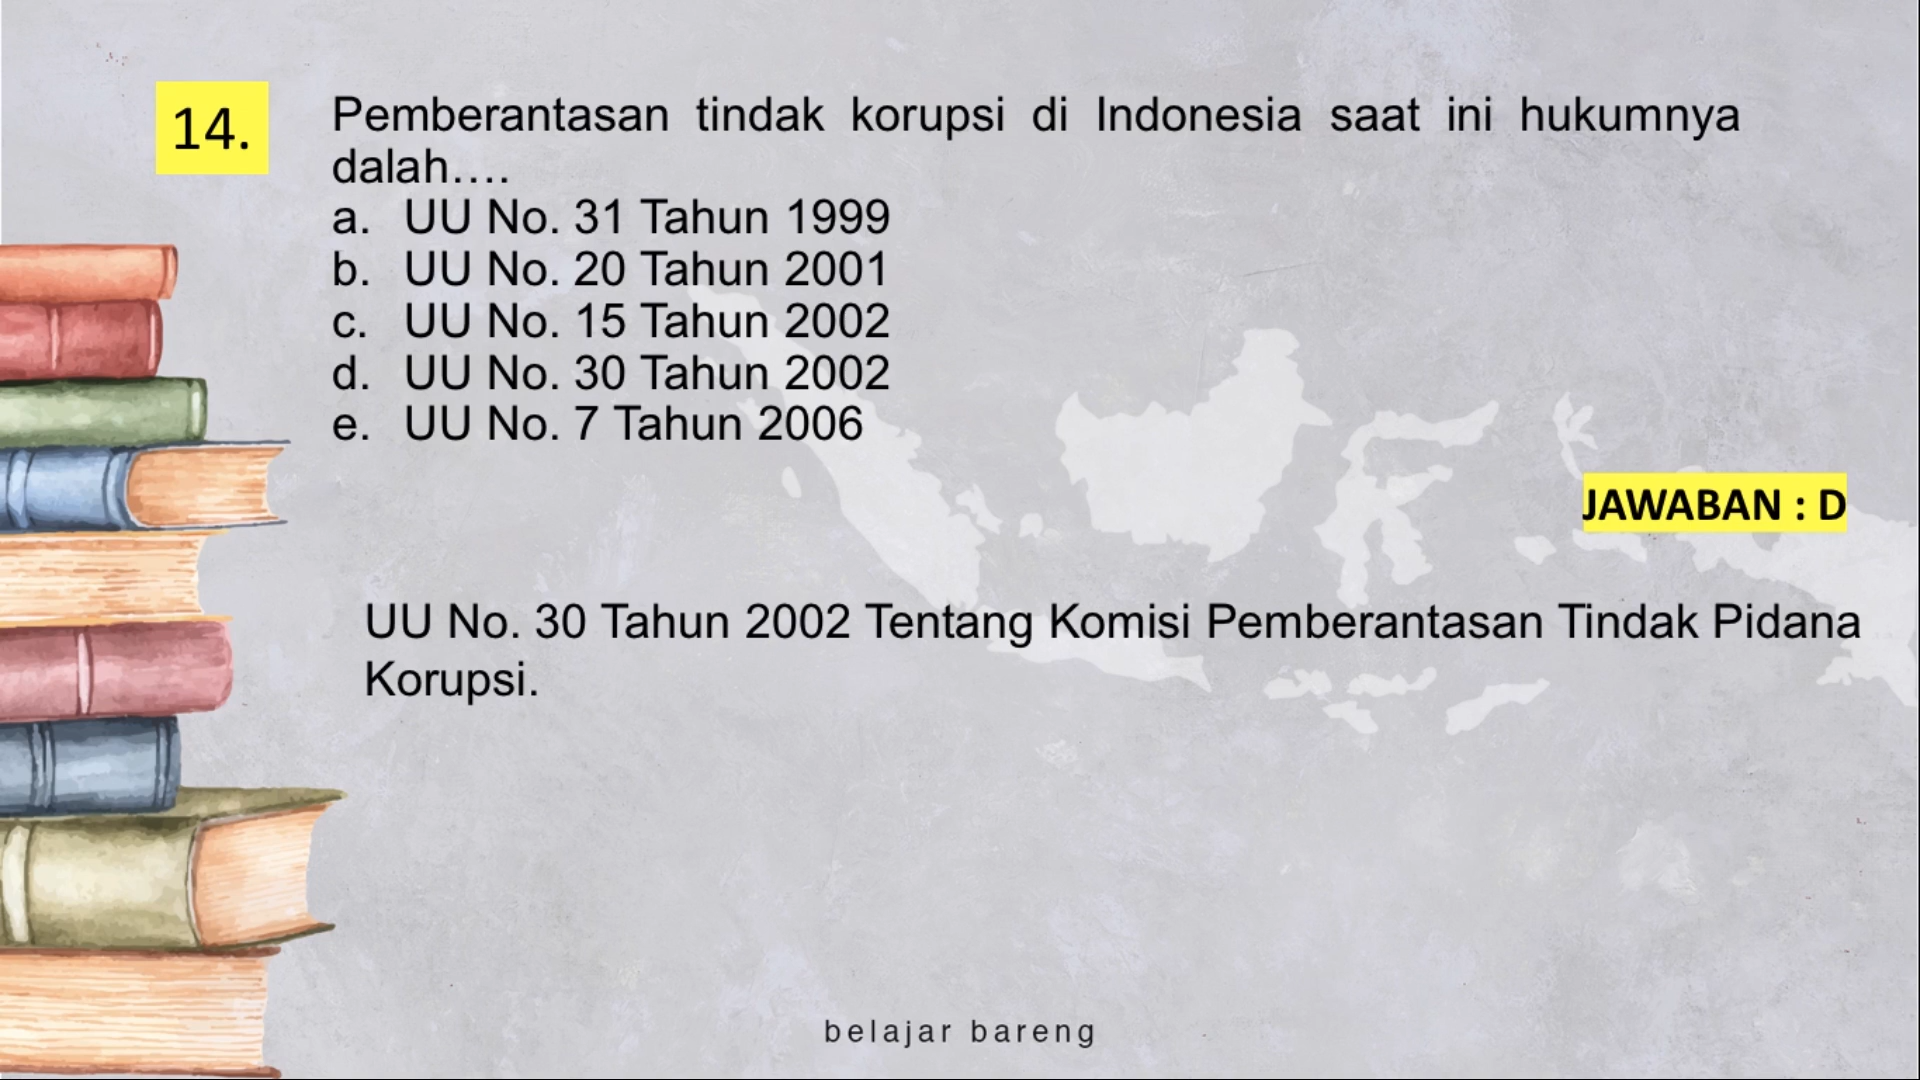 14.
Pemberantasan tindak korupsi di Indonesia saat ini hukumnya
dalah....
a. UU No. 31 Tahun 1999
b. UU No. 20 Tahun 2001
c. UU No. 15 Tahun 2002
d. UU No. 30 Tahun 2002
e. UU No. 7 Tahun 2006
JAWABAN : D
UU No. 30 Tahun 2002 Tentang Komisi Pemberantasan Tindak Pidana
Korupsi.
belajar bareng